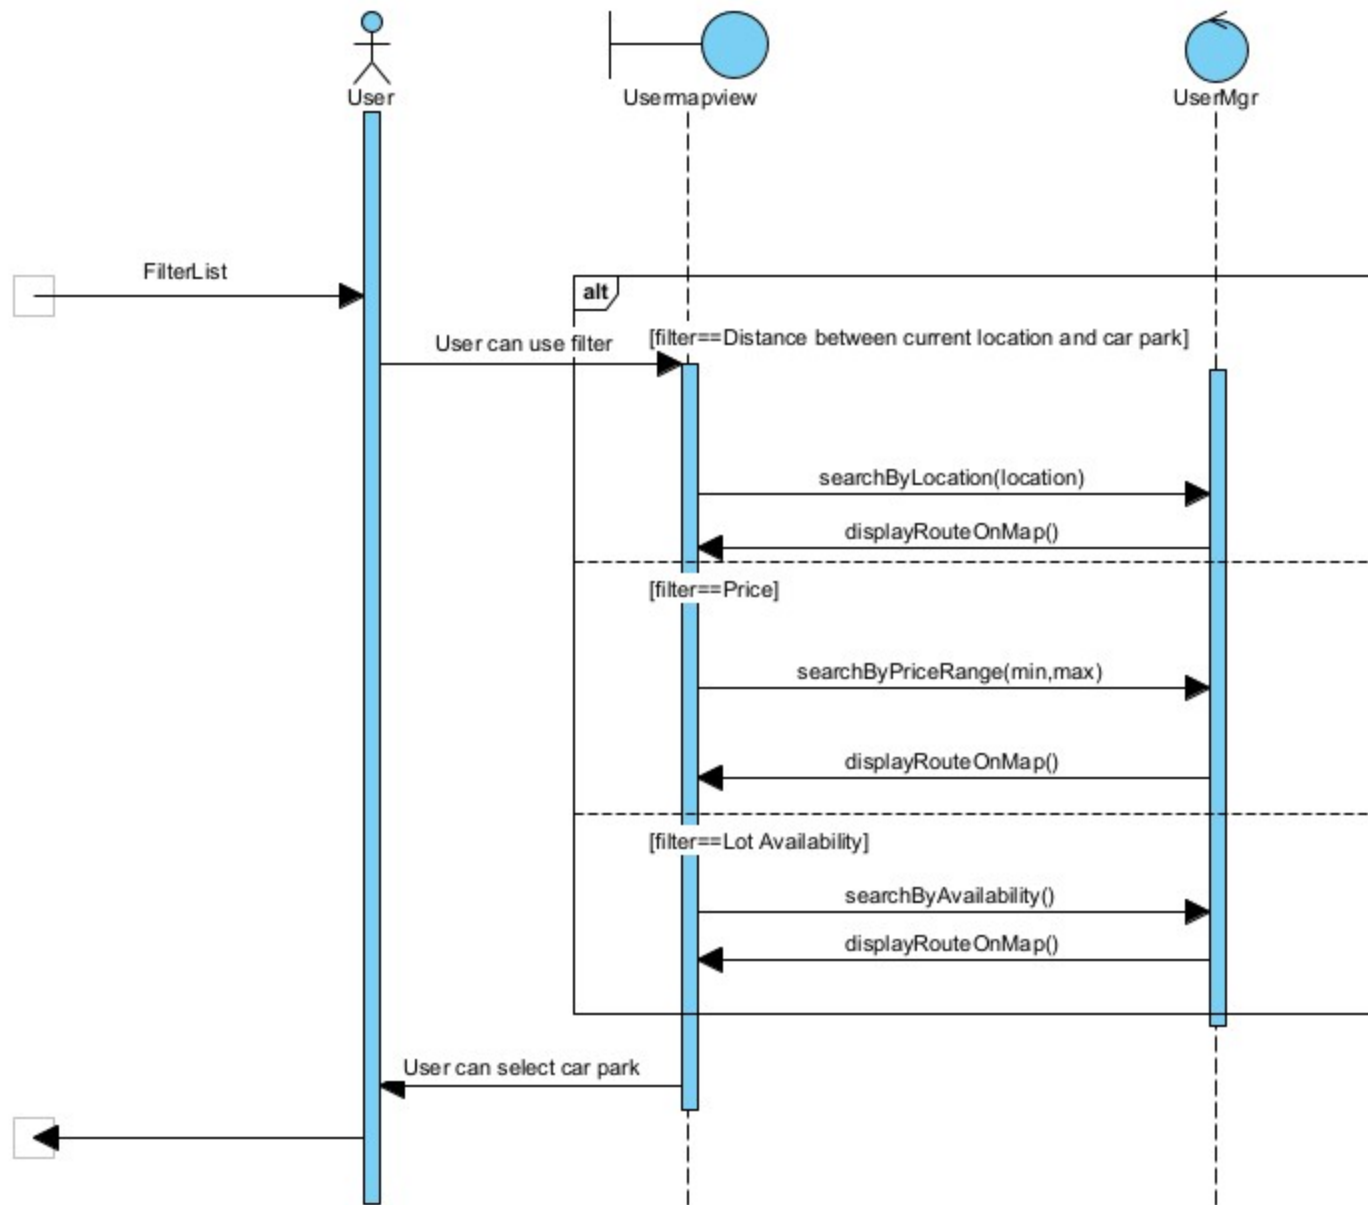 User
Usermapview
UserMgr
FilterList
alt
[filter==Distance between current location and car park]
User can use filter
searchByLocation(location)
displayRouteOnMap()
[filter==Price]
searchByPriceRange(min,max)
displayRouteOnMap()
[filter==Lot Availability]
searchByAvailability()
displayRouteOnMap()
User can select car park